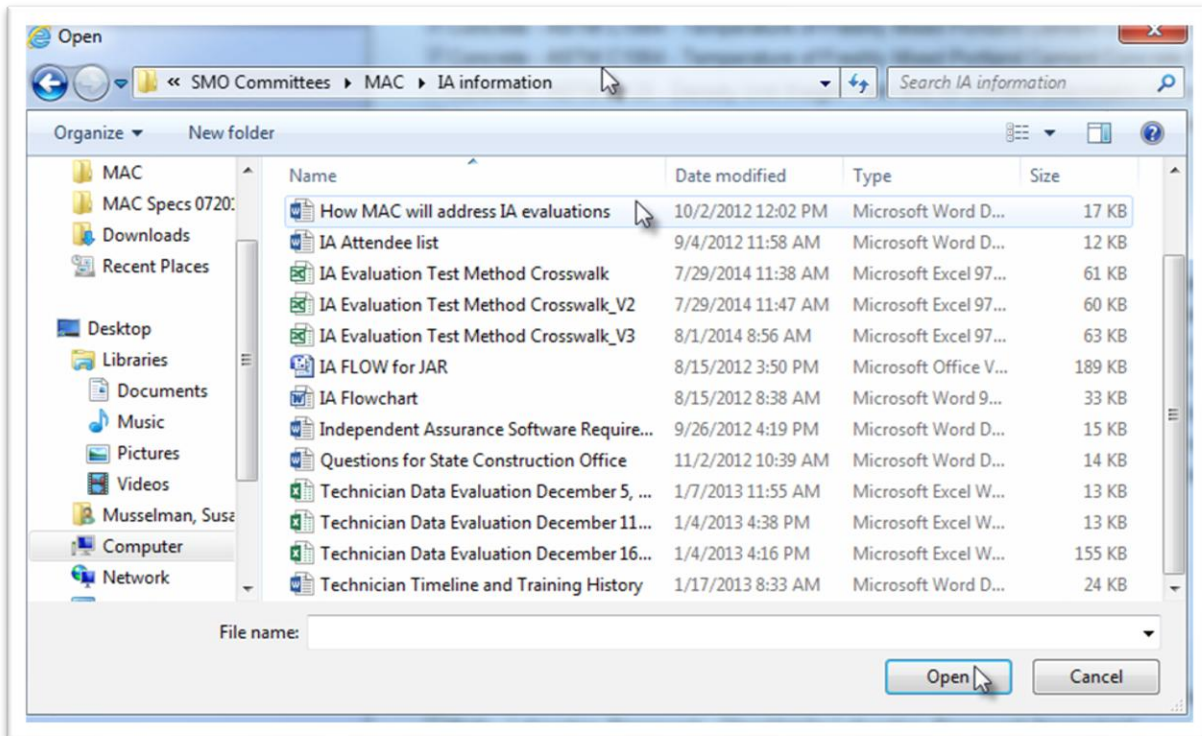 Open
« SMO Committees ▸ MAC ▸ IA information
Search IA information
Organize
New folder
MAC
MAC Specs 0720
Downloads
Recent Places
Desktop
Libraries
Documents
Music
Pictures
Videos
Musselman, Susa
Computer
Network
Name Date modified Type Size
How MAC will address IA evaluations 10/2/2012 12:02 PM Microsoft Word D... 17 KB
IA Attendee list 9/4/2012 11:58 AM Microsoft Word D... 12 KB
IA Evaluation Test Method Crosswalk 7/29/2014 11:38 AM Microsoft Excel 97... 61 KB
IA Evaluation Test Method Crosswalk_V2 7/29/2014 11:47 AM Microsoft Excel 97... 60 KB
IA Evaluation Test Method Crosswalk_V3 8/1/2014 8:56 AM Microsoft Excel 97... 63 KB
IA FLOW for JAR 8/15/2012 3:50 PM Microsoft Office V... 189 KB
IA Flowchart 8/15/2012 8:38 AM Microsoft Word 9... 33 KB
Independent Assurance Software Require... 9/26/2012 4:19 PM Microsoft Word D... 15 KB
Questions for State Construction Office 11/2/2012 10:39 AM Microsoft Word D... 14 KB
Technician Data Evaluation December 5, ... 1/7/2013 11:55 AM Microsoft Excel W... 13 KB
Technician Data Evaluation December 11... 1/4/2013 4:38 PM Microsoft Excel W... 13 KB
Technician Data Evaluation December 16... 1/4/2013 4:16 PM Microsoft Excel W... 155 KB
Technician Timeline and Training History 1/17/2013 8:33 AM Microsoft Word D... 24 KB
File name:
Open
Cancel